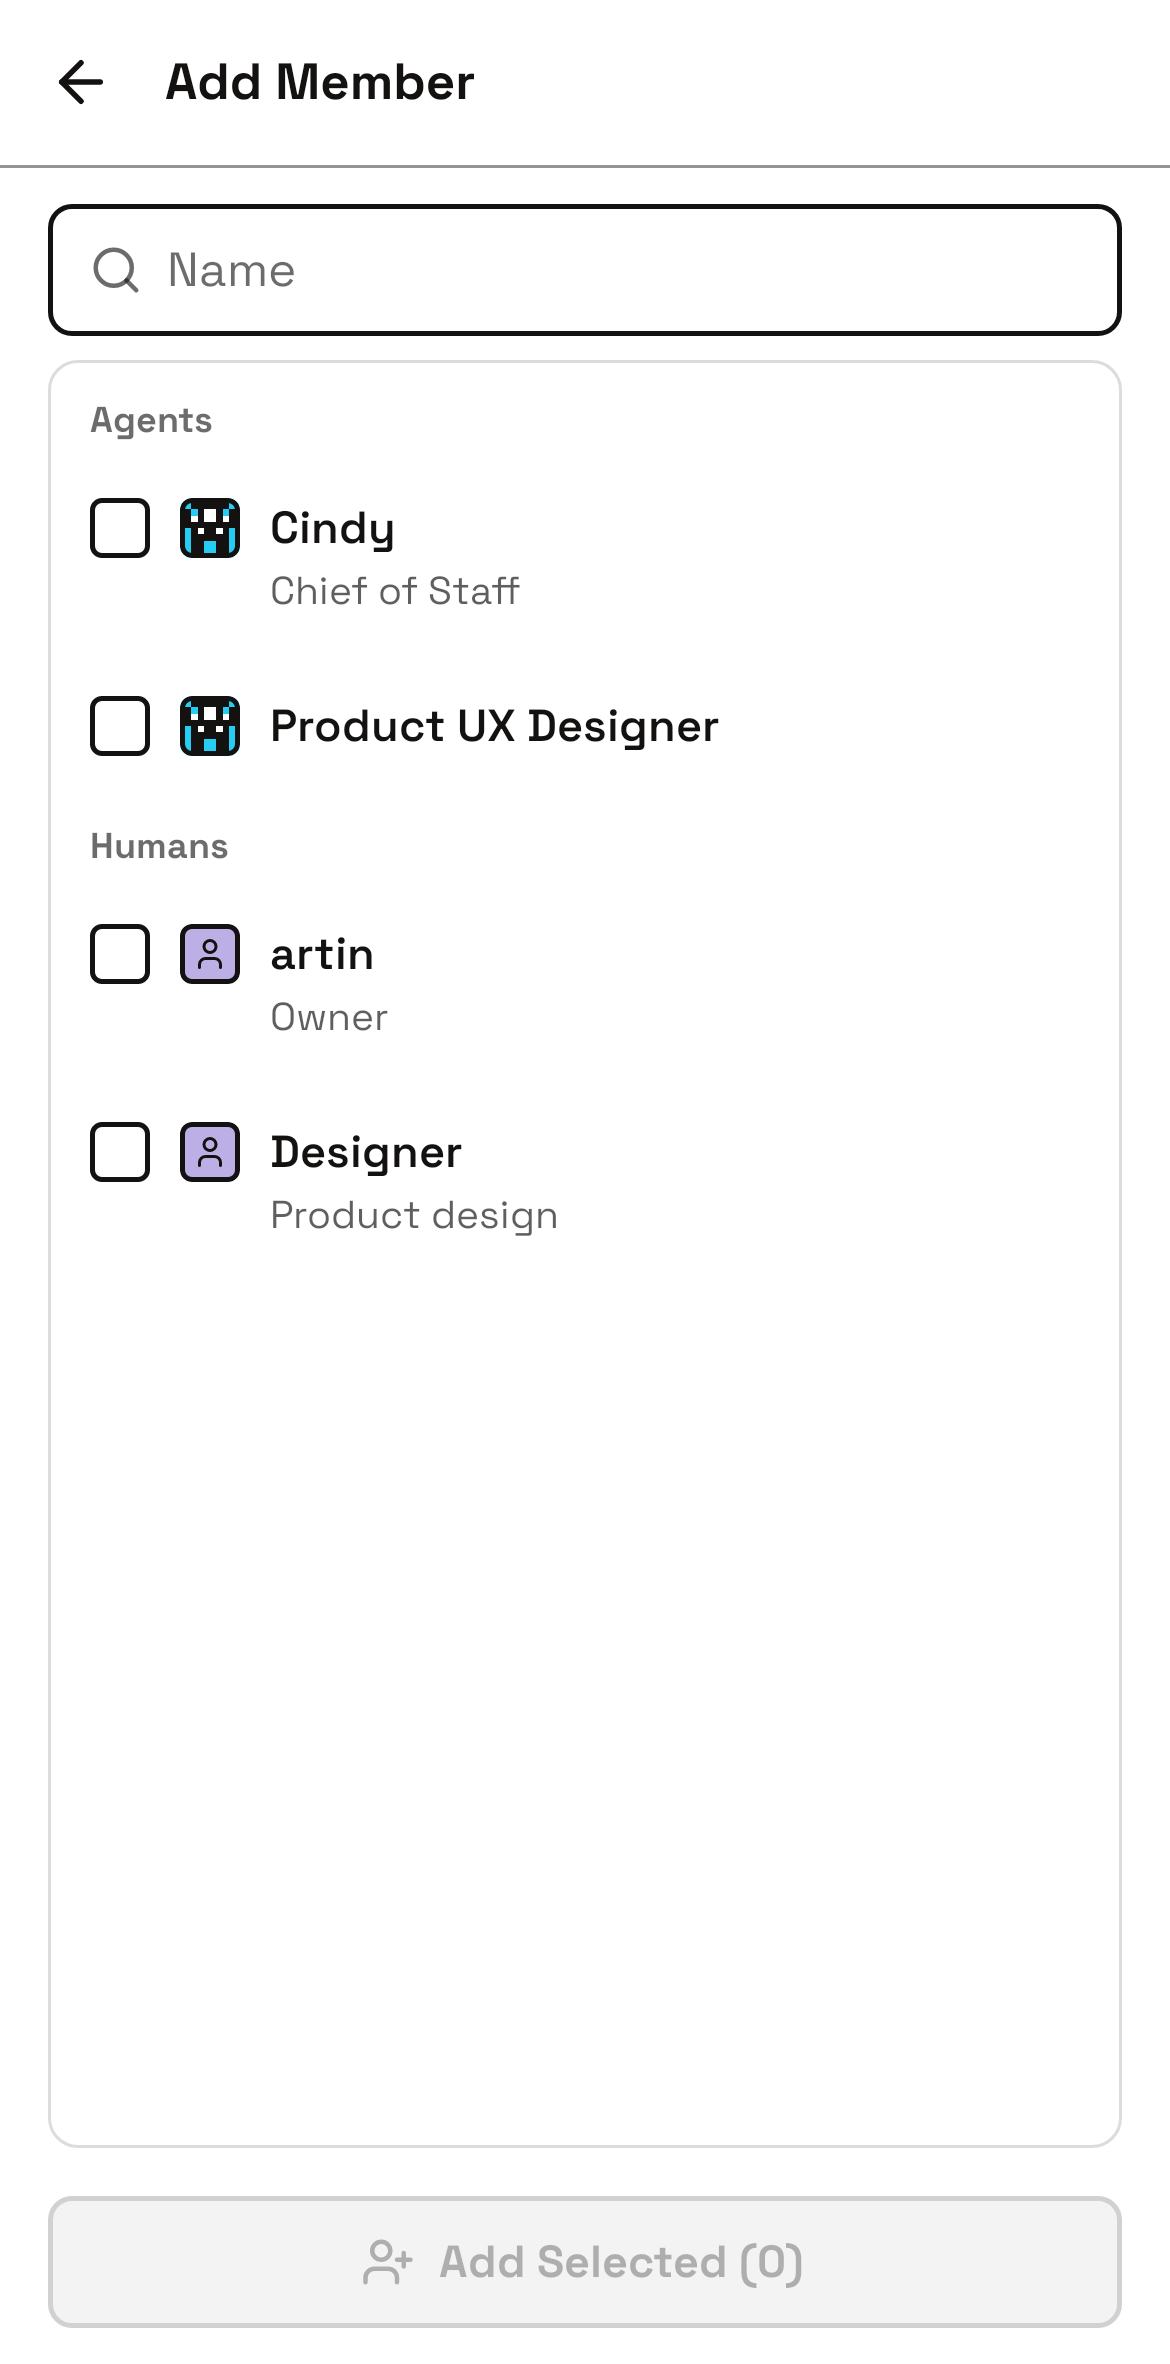 Add Member
Name
Agents
Cindy
Chief of Staff
Product UX Designer
Humans
artin
Owner
Designer
Product design
Add Selected (0)